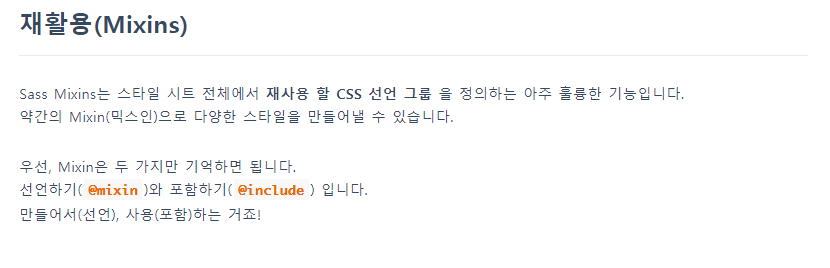 재활용(Mixins)
Sass Mixins는 스타일 시트 전체에서 재사용 할 CSS 선언 그룹 을 정의하는 아주 훌륭한 기능입니다.
약간의 Mixin(믹스인)으로 다양한 스타일을 만들어낼 수 있습니다.
우선, Mixin은 두 가지만 기억하면 됩니다.
선언하기( @mixin )와 포함하기( @include ) 입니다.
만들어서(선언), 사용(포함)하는 거죠!